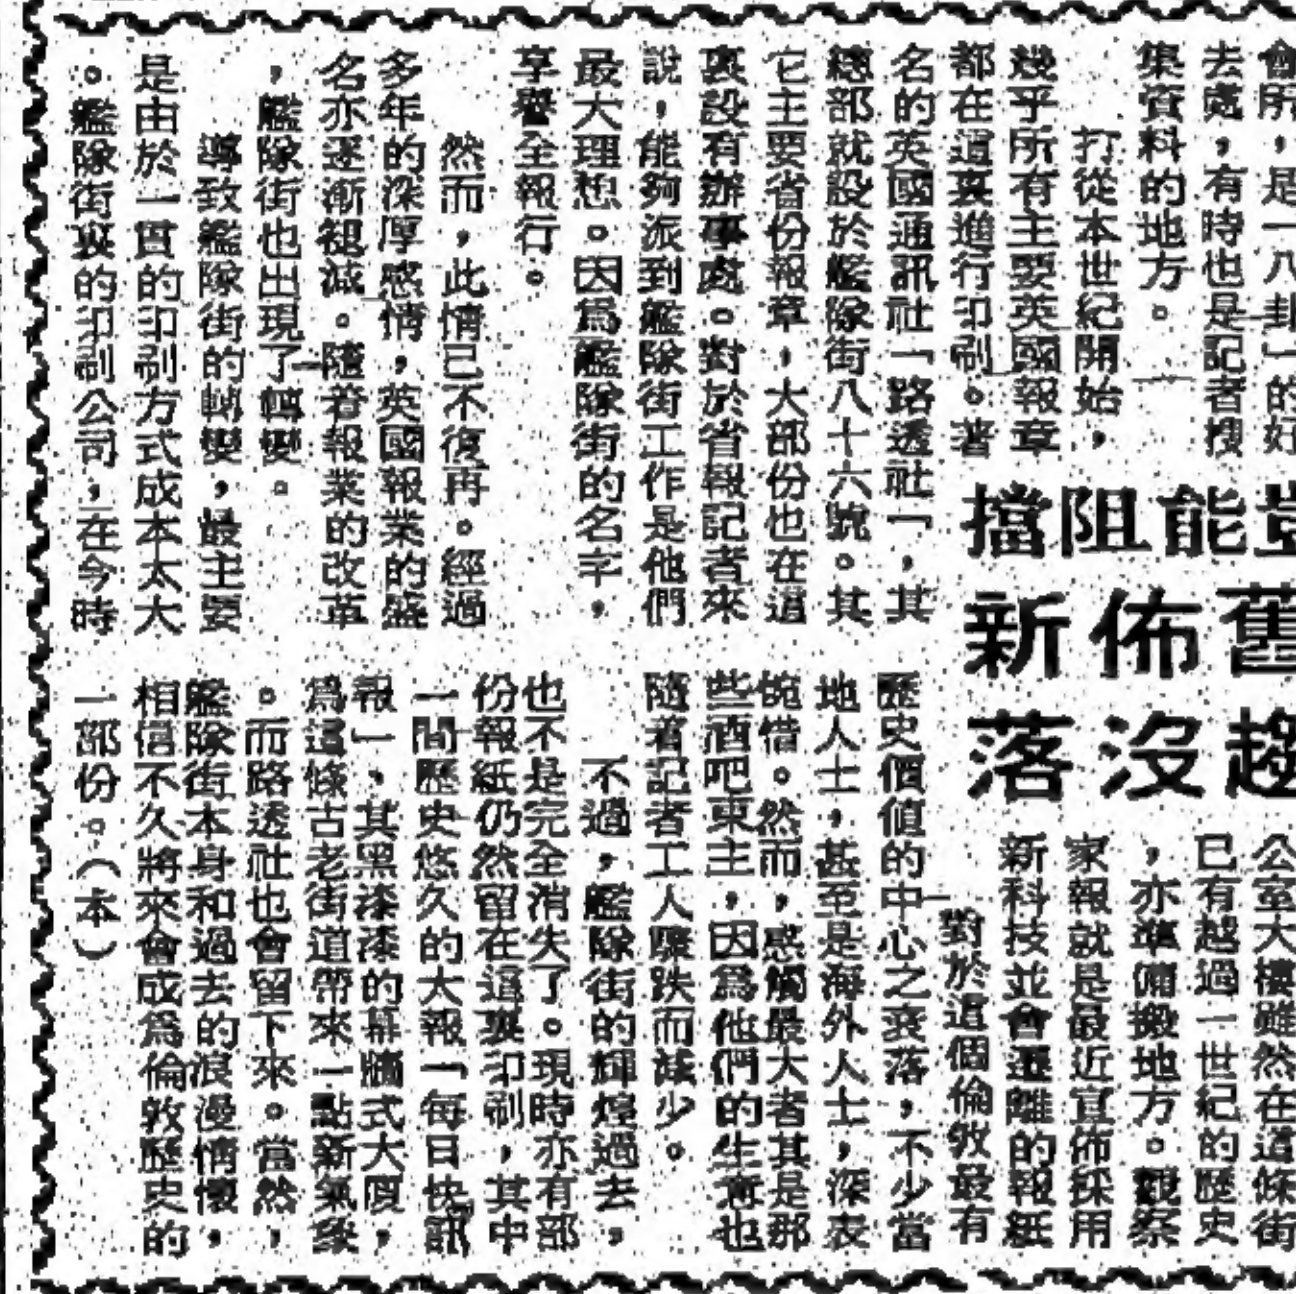 會所，是一八卦」的好
去處，有時也是記者搜
集資料的地方。
打從本世紀開始，
幾乎所有主要英國報章
都在這裏進行印刷。著
名的英國通訊社「路透社」，其
總部就設於艦隊街八十六號。其
它主要省份報章，大部份也在這
裏設有辦事處。對於省報記者來
說，能夠派到艦隊街工作是他們
最大理想。因爲艦隊街的名字，
享譽全報行。
然而，此情已不復再。經過
多年的深厚感情，英國報業的盛
名亦逐漸褪減。隨着報業的改革
，艦隊街也出現了轉變。
導致艦隊街的轉變，最主要
是由於一貫的印刷方式成本太大
。艦隊街裏的印刷公司，在今時
豈能阻擋
舊佈新
趨沒落
公室大樓雖然在這條街
已有越過一世紀的歷史
，亦準備搬地方。觀察
家報就是最近宣佈採用
新科技並會遷離的報紙
對於這個倫敦最有
歷史價值的中心之衰落，不少當
地人士，甚至是海外人士，深表
惋惜。然而，感觸最大者其是那
些酒吧東主，因爲他們的生意也
隨着記者工人驟跌而減少。
不過，艦隊街的輝煌過去，
也不是完全消失了。現時亦有部
份報紙仍然留在這裏印刷，其中
一間歷史悠久的大報「每日快訊
報」，其黑漆漆的幕牆式大厦，
爲這條古老街道帶來一點新氣象
。而路透社也會留下來。當然，
艦隊街本身和過去的浪漫情懷，
相信不久將來會成爲倫敦歷史的
一部份。（本）